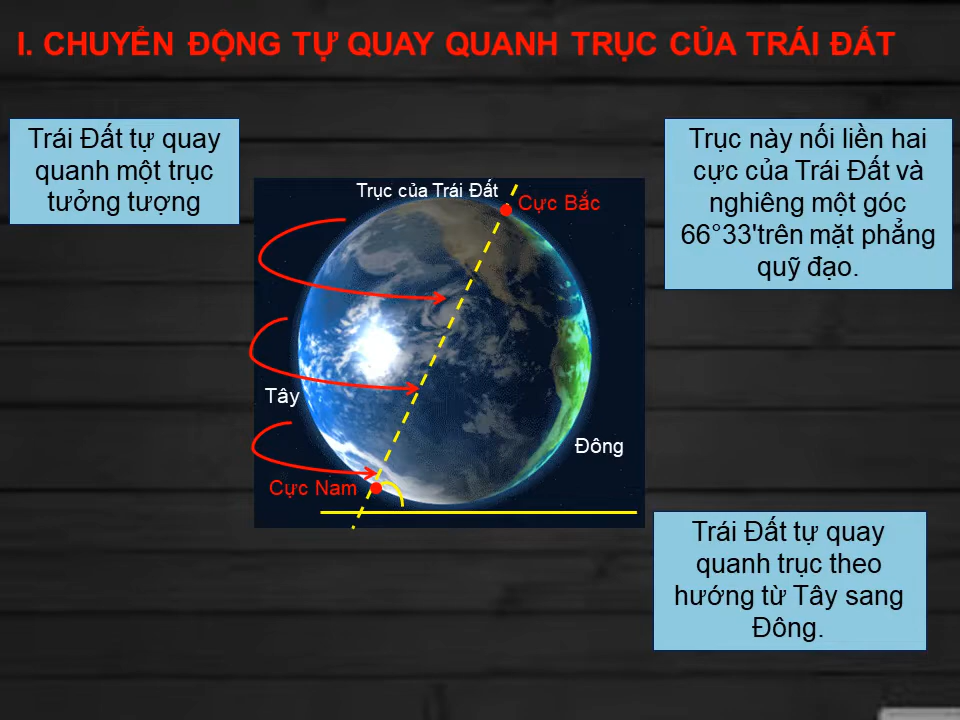 I. CHUYỂN ĐỘNG TỰ QUAY QUANH TRỤC CỦA TRÁI ĐẤT
Trái Đất tự quay
quanh một trục
tưởng tượng
Trục này nối liền hai
cực của Trái Đất và
nghiêng một góc
66°33'trên mặt phẳng
quỹ đạo.
Trục của Trái Đất
Cực Bắc
Tây
Đông
Cực Nam
Trái Đất tự quay
quanh trục theo
hướng từ Tây sang
Đông.